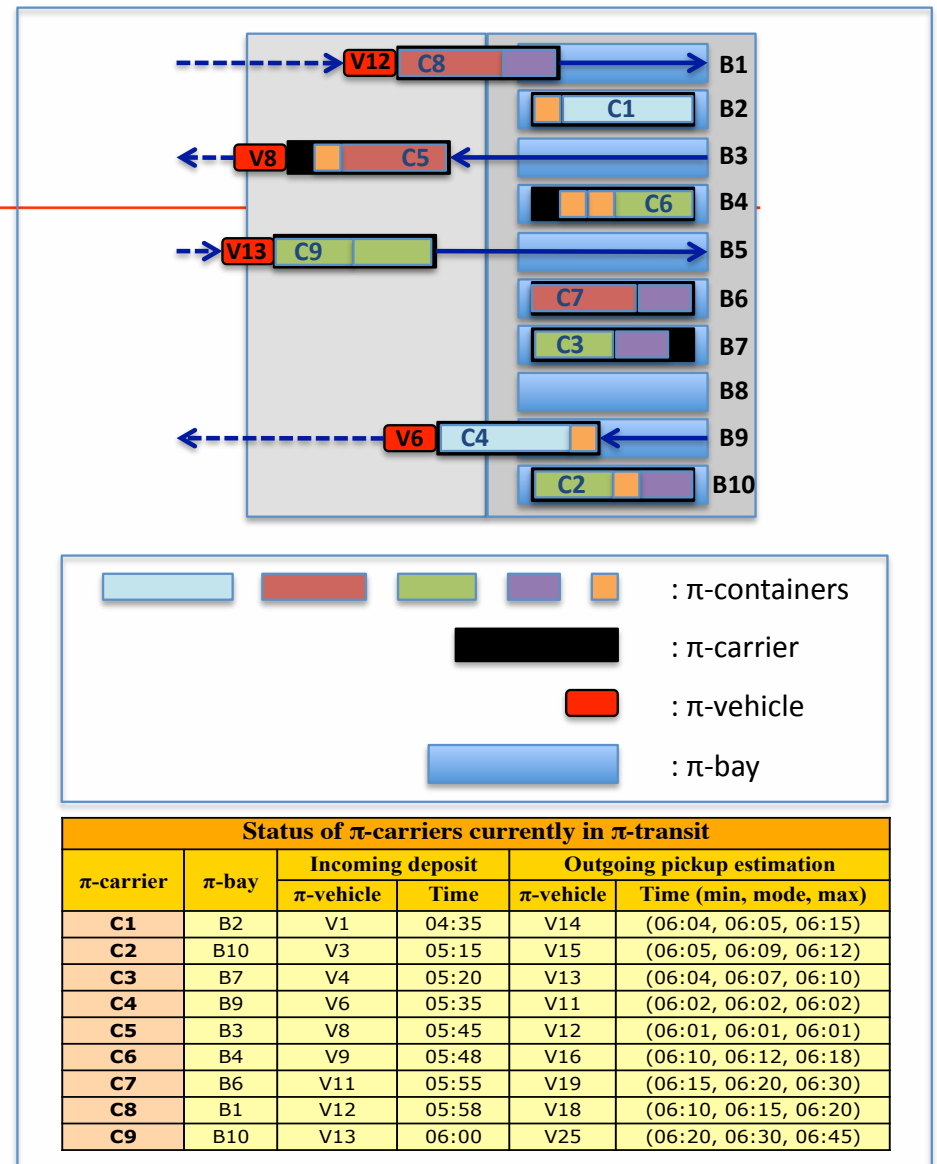 V12 C8 B1
C1 B2
V8 C5 B3
C6 B4
V13 C9 B5
C7 B6
C3 B7
B8
V6 C4 B9
C2 B10
: π-containers
: π-carrier
: π-vehicle
: π-bay
Status of π-carriers currently in π-transit
π-carrier π-bay Incoming deposit Outgoing pickup estimation
π-vehicle Time π-vehicle Time (min, mode, max)
C1 B2 V1 04:35 V14 (06:04, 06:05, 06:15)
C2 B10 V3 05:15 V15 (06:05, 06:09, 06:12)
C3 B7 V4 05:20 V13 (06:04, 06:07, 06:10)
C4 B9 V6 05:35 V11 (06:02, 06:02, 06:02)
C5 B3 V8 05:45 V12 (06:01, 06:01, 06:01)
C6 B4 V9 05:48 V16 (06:10, 06:12, 06:18)
C7 B6 V11 05:55 V19 (06:15, 06:20, 06:30)
C8 B1 V12 05:58 V18 (06:10, 06:15, 06:20)
C9 B10 V13 06:00 V25 (06:20, 06:30, 06:45)